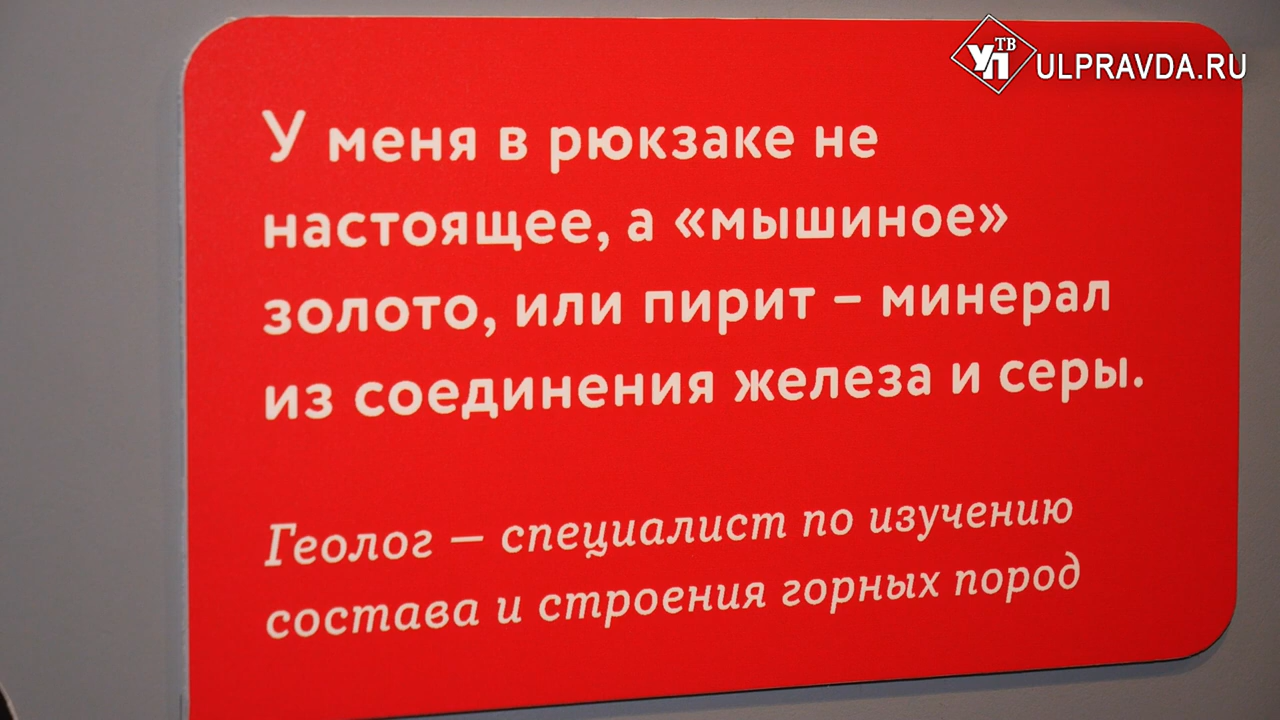 УП ТВ ULPRAVDA.RU
У меня в рюкзаке не
настоящее, а «мышиное»
золото, или пирит – минерал
из соединения железа и серы.
Геолог – специалист по изучению
состава и строения горных пород